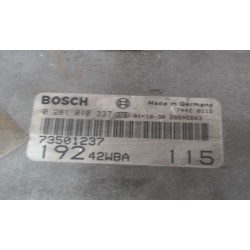 BOSCH
Made in Germany
0 281 010 337
73501237
192 42WBA 115